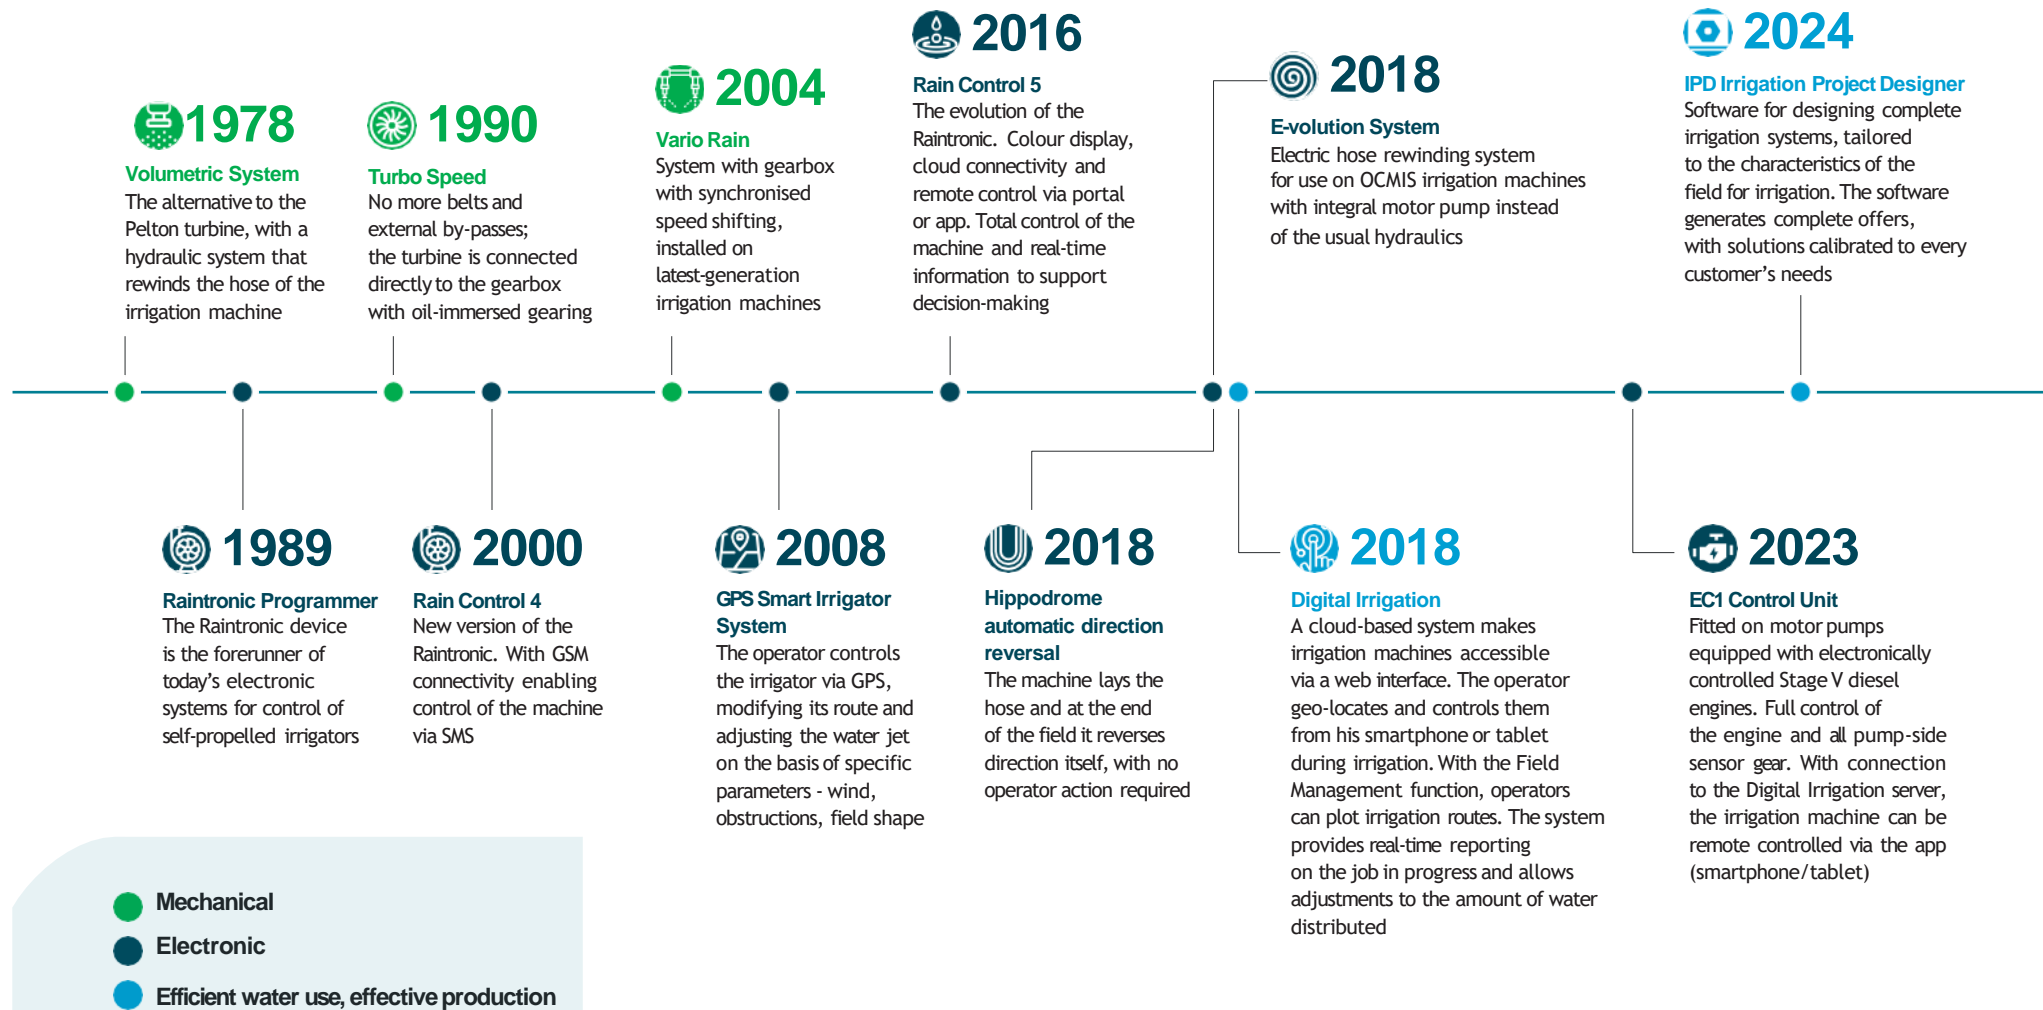 1978
Volumetric System
The alternative to the
Pelton turbine, with a
hydraulic system that
rewinds the hose of the
irrigation machine
1990
Turbo Speed
No more belts and
external by-passes;
the turbine is connected
directly to the gearbox
with oil-immersed gearing
2004
Vario Rain
System with gearbox
with synchronised
speed shifting,
installed on
latest-generation
irrigation machines
2016
Rain Control 5
The evolution of the
Raintronic. Colour display,
cloud connectivity and
remote control via portal
or app. Total control of the
machine and real-time
information to support
decision-making
2018
E-volution System
Electric hose rewinding system
for use on OCMIS irrigation machines
with integral motor pump instead
of the usual hydraulics
2024
IPD Irrigation Project Designer
Software for designing complete
irrigation systems, tailored
to the characteristics of the
field for irrigation. The software
generates complete offers,
with solutions calibrated to every
customer's needs
1989
Raintronic Programmer
The Raintronic device
is the forerunner of
today's electronic
systems for control of
self-propelled irrigators
2000
Rain Control 4
New version of the
Raintronic. With GSM
connectivity enabling
control of the machine
via SMS
2008
GPS Smart Irrigator
System
The operator controls
the irrigator via GPS,
modifying its route and
adjusting the water jet
on the basis of specific
parameters - wind,
obstructions, field shape
2018
Hippodrome
automatic direction
reversal
The machine lays the
hose and at the end
of the field it reverses
direction itself, with no
operator action required
2018
Digital Irrigation
A cloud-based system makes
irrigation machines accessible
via a web interface. The operator
geo-locates and controls them
from his smartphone or tablet
during irrigation. With the Field
Management function, operators
can plot irrigation routes. The system
provides real-time reporting
on the job in progress and allows
adjustments to the amount of water
distributed
2023
EC1 Control Unit
Fitted on motor pumps
equipped with electronically
controlled Stage V diesel
engines. Full control of
the engine and all pump-side
sensor gear. With connection
to the Digital Irrigation server,
the irrigation machine can be
remote controlled via the app
(smartphone/tablet)
Mechanical
Electronic
Efficient water use, effective production